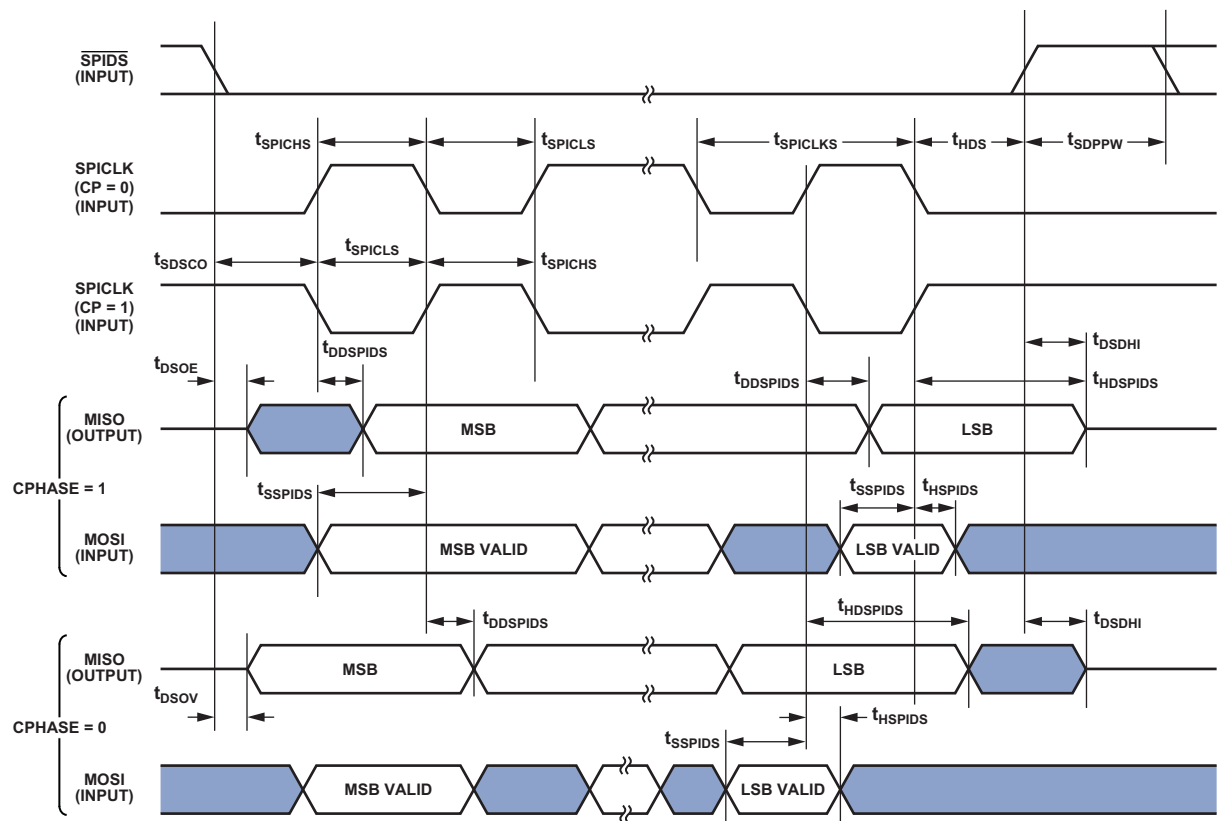 SPIDS
(INPUT)
tSPICHS
tSPICLS
tSPICLKS
tHDS
tSDPPW
SPICLK
(CP = 0)
(INPUT)
tSDSCO
tSPICLS
tSPICHS
SPICLK
(CP = 1)
(INPUT)
tDSOE
tDDSPIDS
tDDSPIDS
tDSDHI
tHDSPIDS
MISO
(OUTPUT)
MSB
LSB
CPHASE = 1
tSSPIDS
tSSPIDS
tHSPIDS
MOSI
(INPUT)
MSB VALID
LSB VALID
tDDSPIDS
tHDSPIDS
tDSDHI
MISO
(OUTPUT)
MSB
LSB
tDSOV
CPHASE = 0
tSSPIDS
tHSPIDS
MOSI
(INPUT)
MSB VALID
LSB VALID